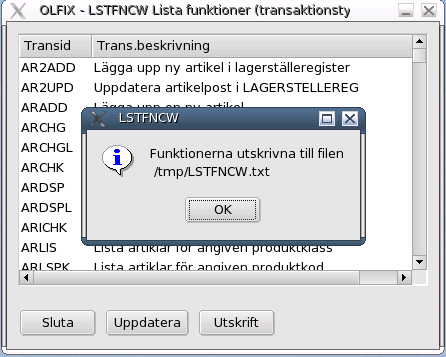 OLFIX - LSTFNCW Lista funktioner (transaktionsty
Transid Trans.beskrivning
AR2ADD Lägga upp ny artikel i lagerställeregister
AR2UPD Uppdatera artikelpost i LAGERSTELLEREG
ARADD Lägga upp en ny artikel
ARCHG
ARCHGL
ARCHK
ARDSP
ARDSPL
ARICHK
ARLIS Lista artiklar för angiven produktklass
ARLSPK Lista artiklar för angiven produktkod
LSTFNCW
Funktionerna utskrivna till filen
/tmp/LSTFNCW.txt
OK
Sluta Uppdatera Utskrift